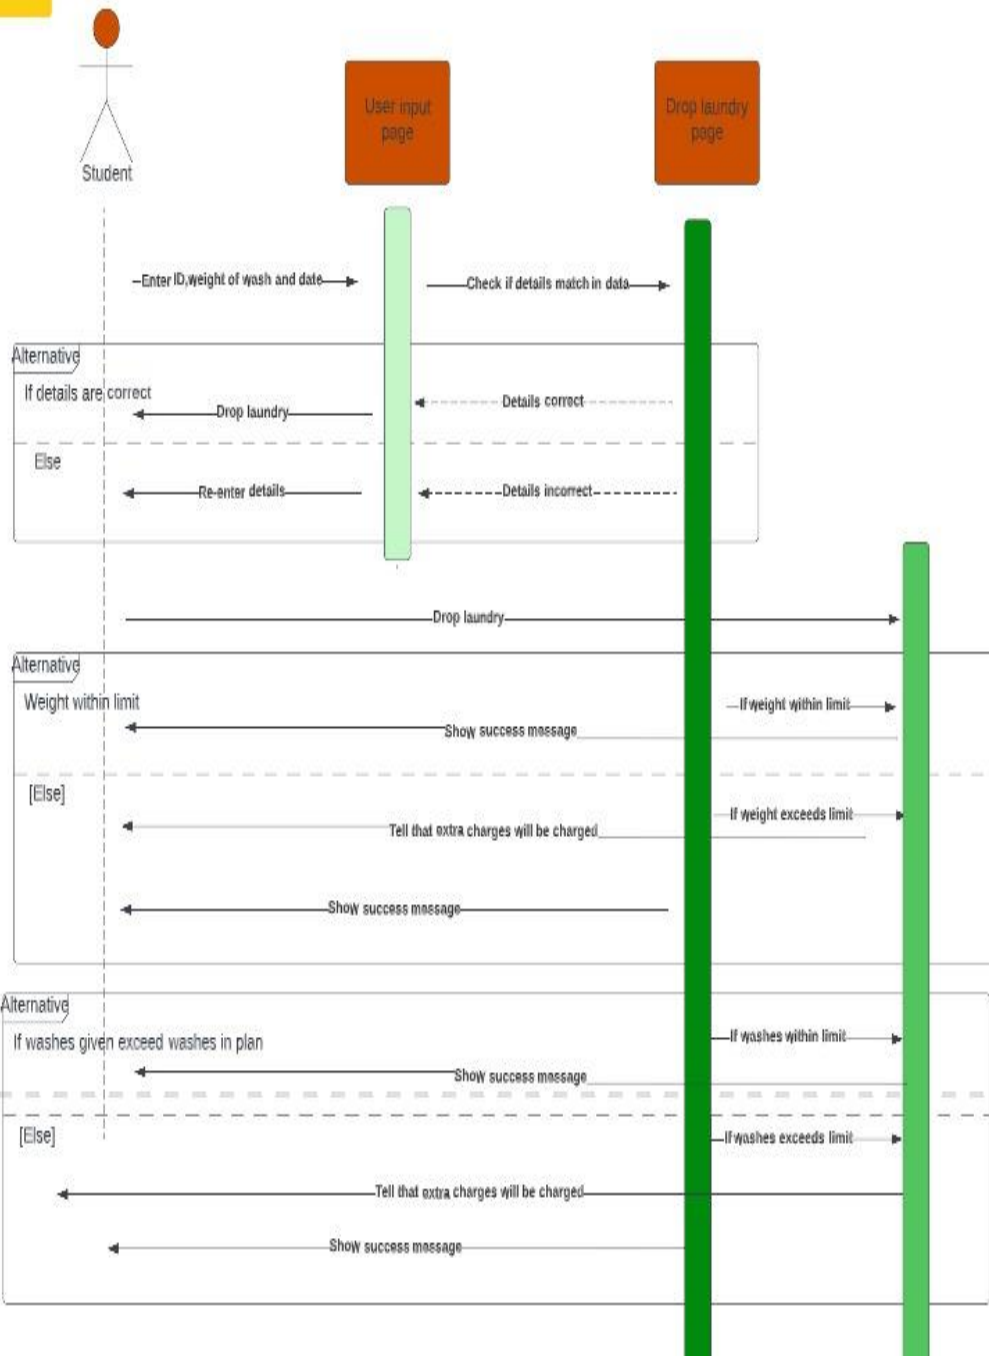 Student
User input
page
Drop laundry
page
Enter ID,weight of wash and date
Check if details match in data
Alternative
If details are correct
Details correct
Drop laundry
Else
Re-enter details
Details incorrect
Drop laundry
Alternative
Weight within limit
If weight within limit
Show success message
[Else]
If weight exceeds limit
Tell that extra charges will be charged
Show success message
Alternative
If washes given exceed washes in plan
If washes within limit
Show success message
[Else]
If washes exceeds limit
Tell that extra charges will be charged
Show success message